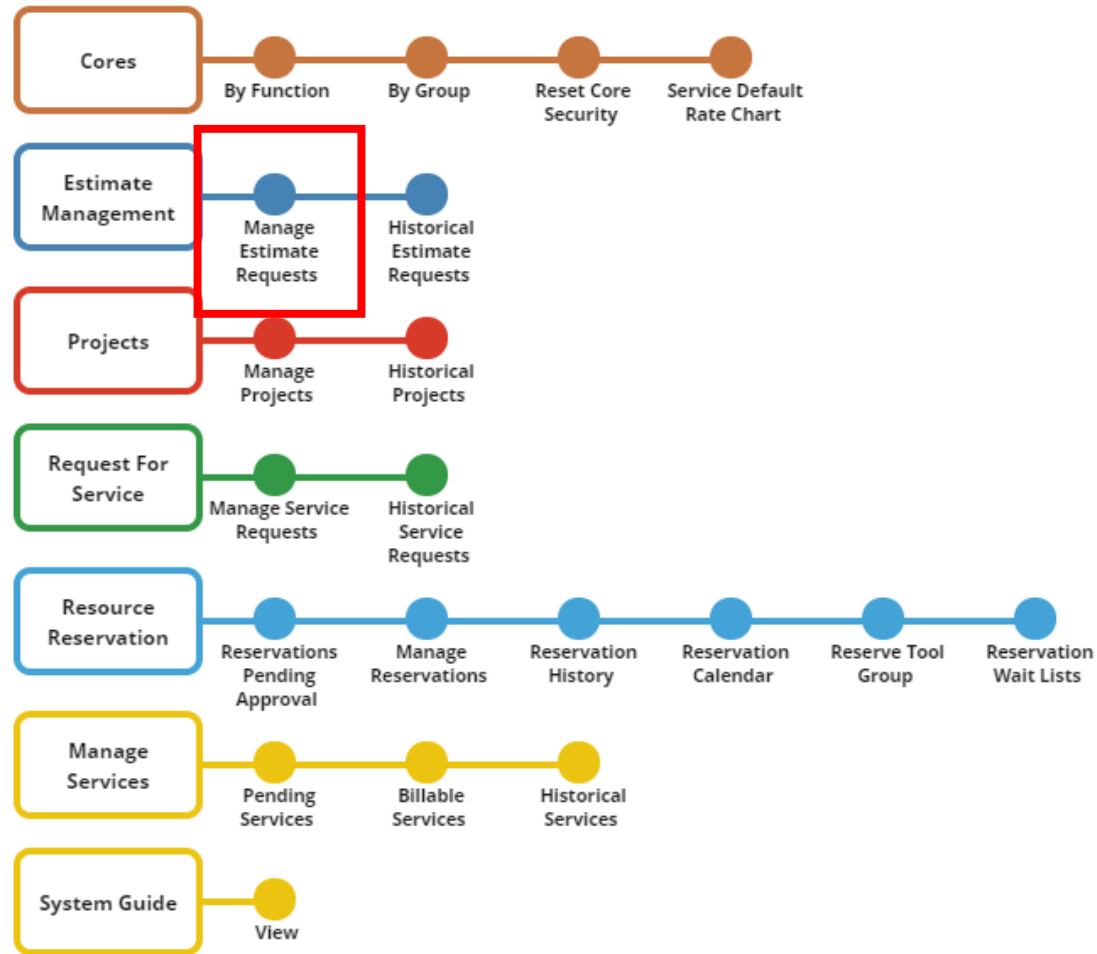 Cores
By Function
By Group
Reset Core
Security
Service Default
Rate Chart
Estimate
Management
Manage
Estimate
Requests
Historical
Estimate
Requests
Projects
Manage
Projects
Historical
Projects
Request For
Service
Manage Service
Requests
Historical
Service
Requests
Resource
Reservation
Reservations
Pending
Approval
Manage
Reservations
Reservation
History
Reservation
Calendar
Reserve Tool
Group
Reservation
Wait Lists
Manage
Services
Pending
Services
Billable
Services
Historical
Services
System Guide
View